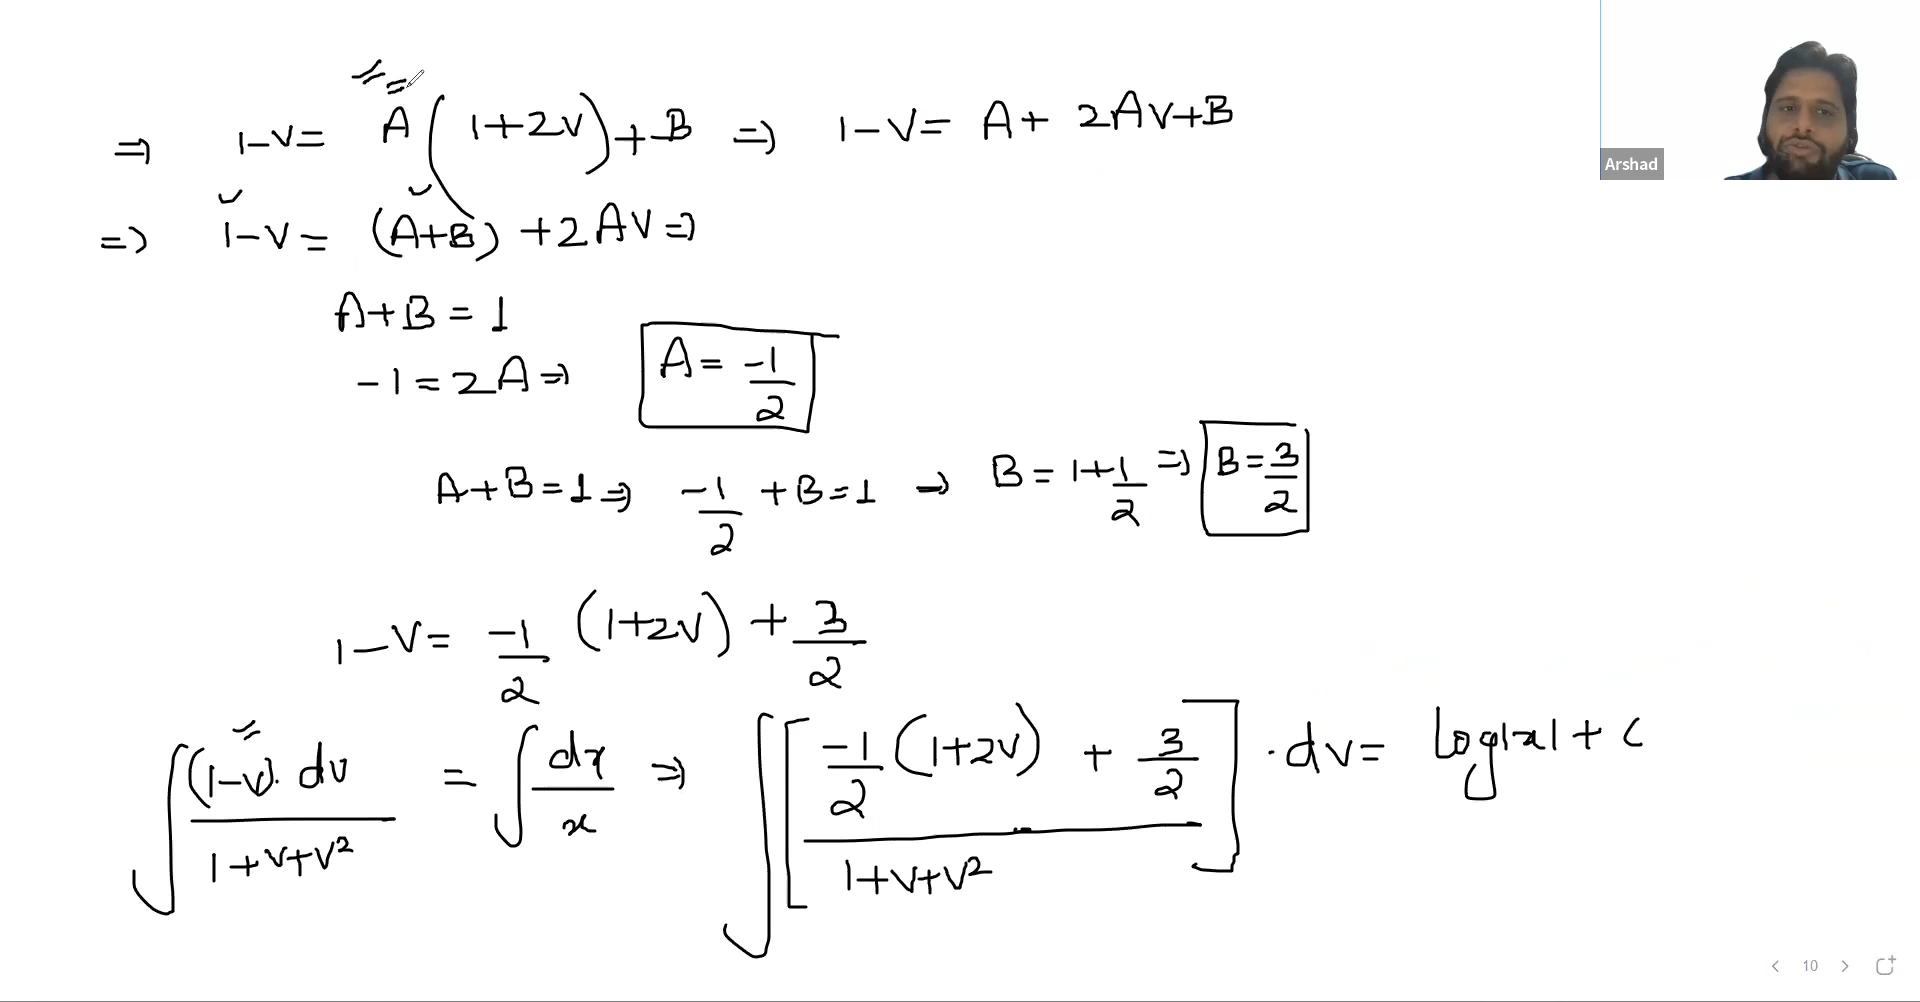 ⇒ 1-v = A(1+2v)+B ⇒ 1-v = A+ 2Av+B
Arshad
⇒ 1-v = (A+B) +2Av ⇒
A+B = 1
-1 = 2A ⇒ A = -1/2
A+B=1 ⇒ -1/2 +B=1 → B = 1+1/2 ⇒ B = 3/2
1-v = -1/2 (1+2v) + 3/2
∫ (1-v). dv / 1+v+v² = ∫ dx/x ⇒ ∫ [ -1/2 (1+2v) + 3/2 / 1+v+v² ] . dv = log|x| + c
10